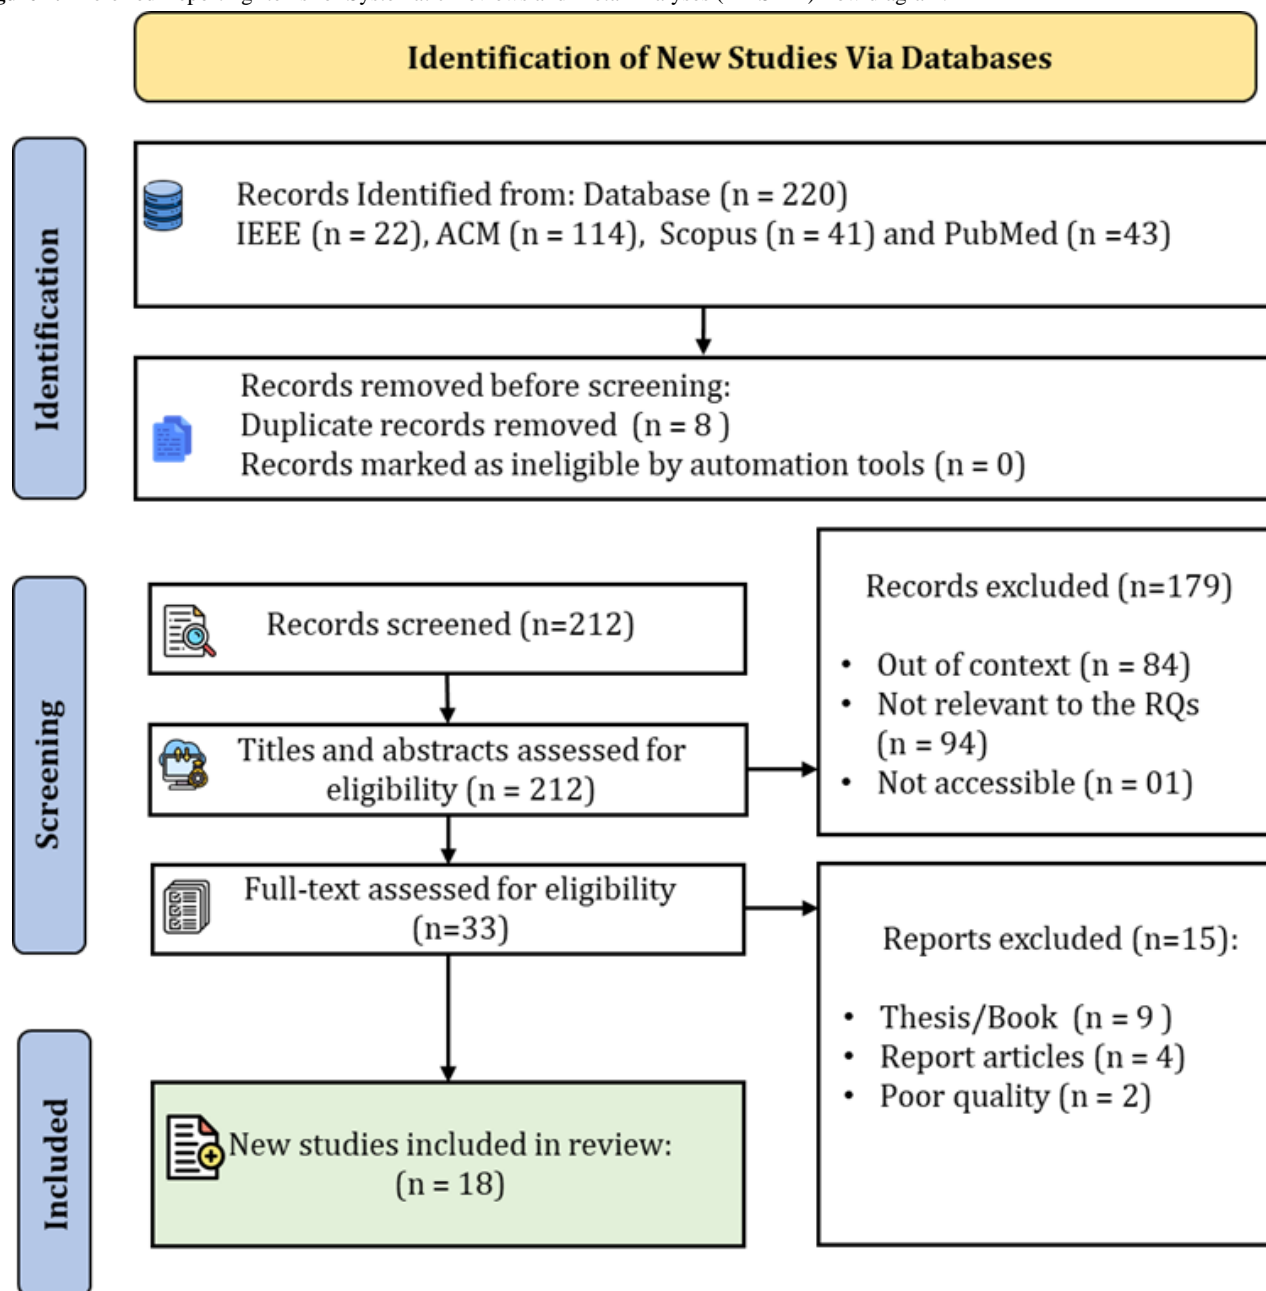 Identification of New Studies Via Databases
Identification
Records Identified from: Database (n = 220)
IEEE (n = 22), ACM (n = 114), Scopus (n = 41) and PubMed (n =43)
Records removed before screening:
Duplicate records removed (n = 8 )
Records marked as ineligible by automation tools (n = 0)
Screening
Records screened (n=212)
Titles and abstracts assessed for
eligibility (n = 212)
Records excluded (n=179)
• Out of context (n = 84)
• Not relevant to the RQs
(n = 94)
• Not accessible (n = 01)
Full-text assessed for eligibility
(n=33)
Reports excluded (n=15):
• Thesis/Book (n = 9 )
• Report articles (n = 4)
• Poor quality (n = 2)
Included
New studies included in review:
(n = 18)